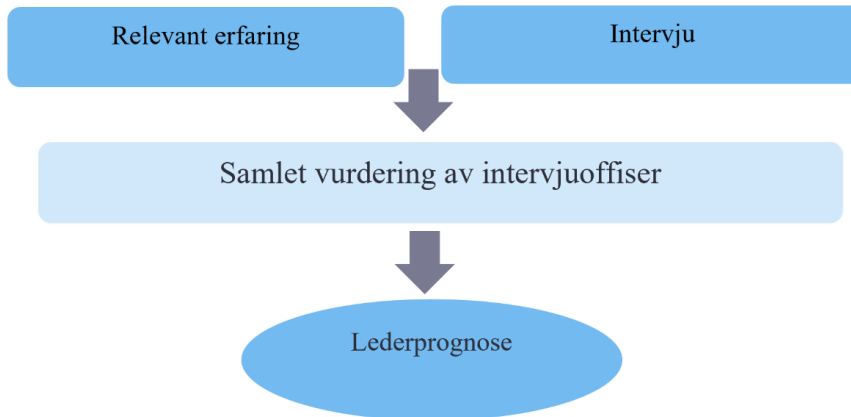 Relevant erfaring
Intervju
Samlet vurdering av intervjuoffiser
Lederprognose